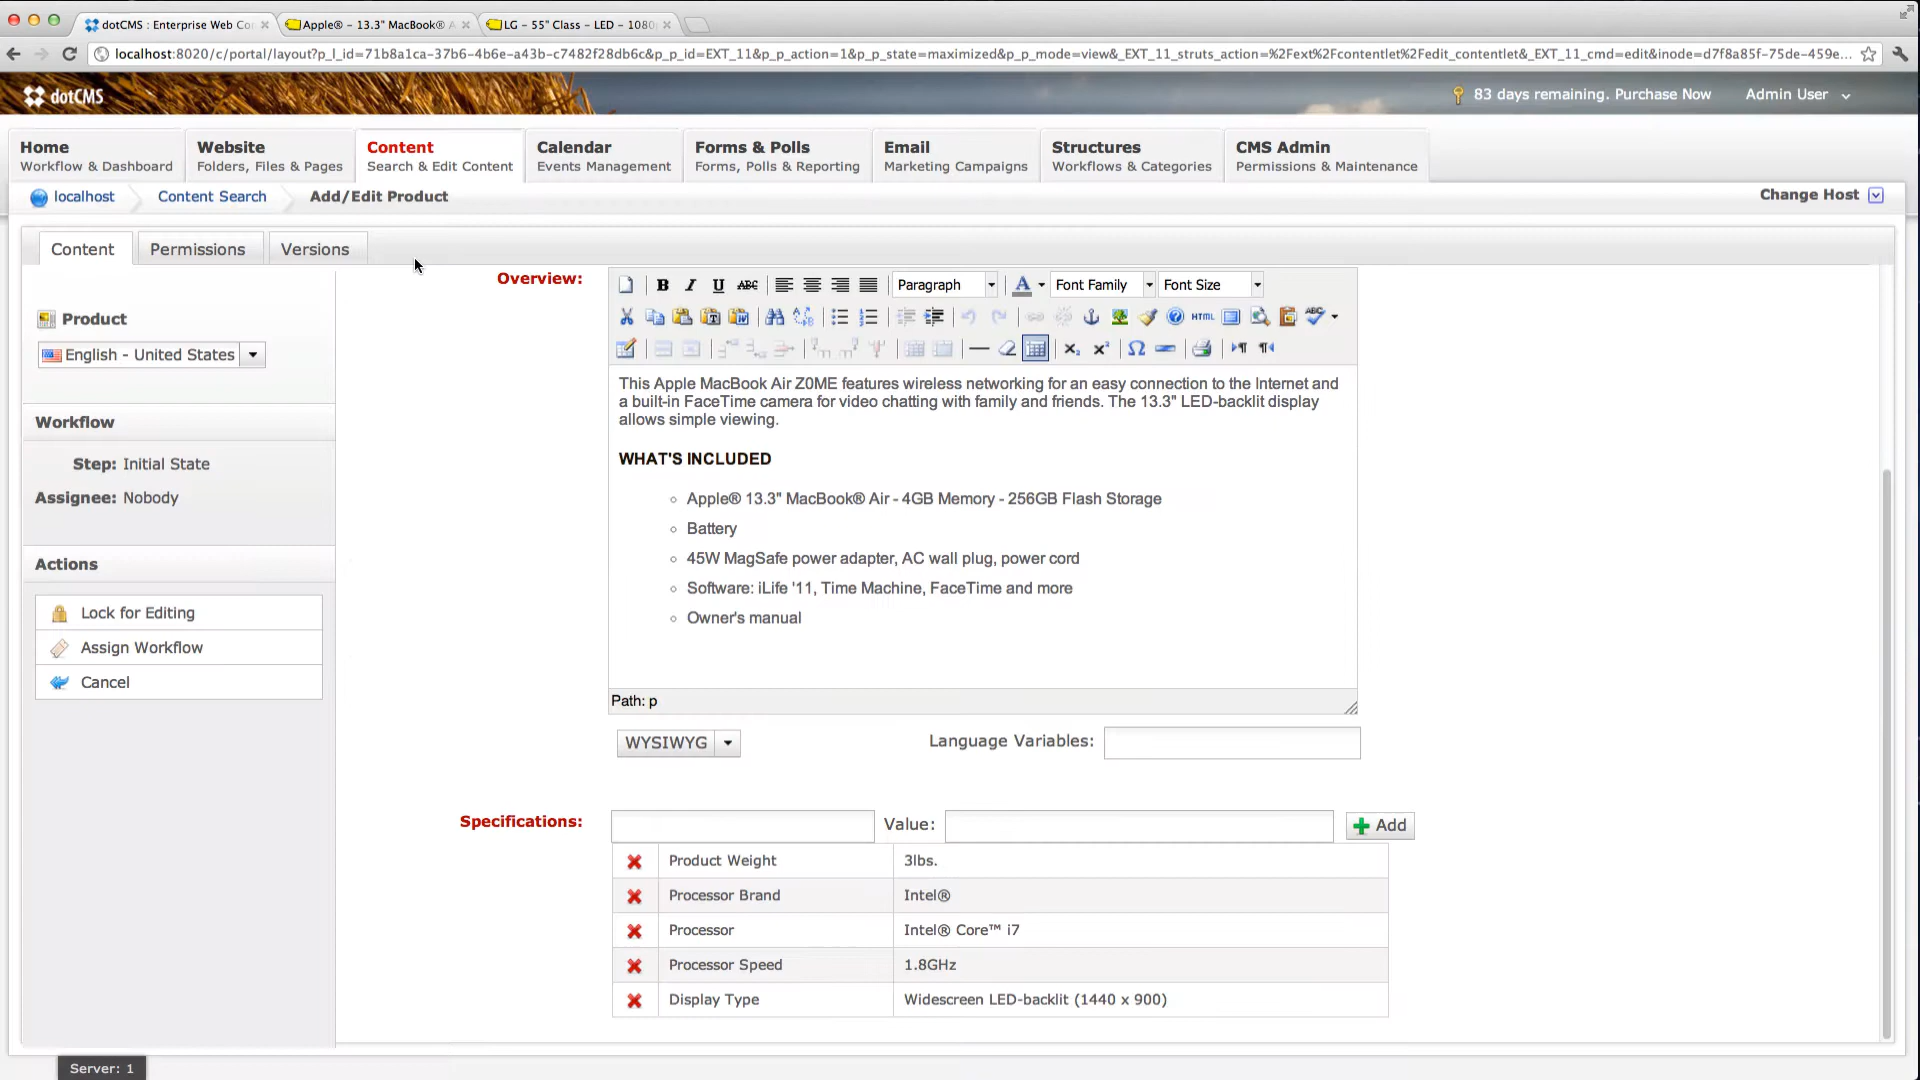 dotCMS : Enterprise Web Co
Apple® – 13.3" MacBook® A
LG – 55" Class – LED – 1080
localhost:8020/c/portal/layout?p_l_id=71b8a1ca-37b6-4b6e-a43b-c7482f28db6c&p_p_id=EXT_11&p_p_action=1&p_p_state=maximized&p_p_mode=view&_EXT_11_struts_action=%2Fext%2Fcontentlet%2Fedit_contentlet&_EXT_11_cmd=edit&inode=d7f8a85f-75de-459e...
dotCMS
83 days remaining. Purchase Now
Admin User
Home
Workflow & Dashboard
Website
Folders, Files & Pages
Content
Search & Edit Content
Calendar
Events Management
Forms & Polls
Forms, Polls & Reporting
Email
Marketing Campaigns
Structures
Workflows & Categories
CMS Admin
Permissions & Maintenance
localhost
Content Search
Add/Edit Product
Change Host
Content
Permissions
Versions
Product
English - United States
Workflow
Step: Initial State
Assignee: Nobody
Actions
Lock for Editing
Assign Workflow
Cancel
Overview:
B I U ABC
Paragraph
A
Font Family
Font Size
HTML
This Apple MacBook Air Z0ME features wireless networking for an easy connection to the Internet and
a built-in FaceTime camera for video chatting with family and friends. The 13.3" LED-backlit display
allows simple viewing.
WHAT'S INCLUDED
Apple® 13.3" MacBook® Air - 4GB Memory - 256GB Flash Storage
Battery
45W MagSafe power adapter, AC wall plug, power cord
Software: iLife '11, Time Machine, FaceTime and more
Owner's manual
Path: p
WYSIWYG
Language Variables:
Specifications:
Value:
Add
Product Weight 3lbs.
Processor Brand Intel®
Processor Intel® Core™ i7
Processor Speed 1.8GHz
Display Type Widescreen LED-backlit (1440 x 900)
Server: 1